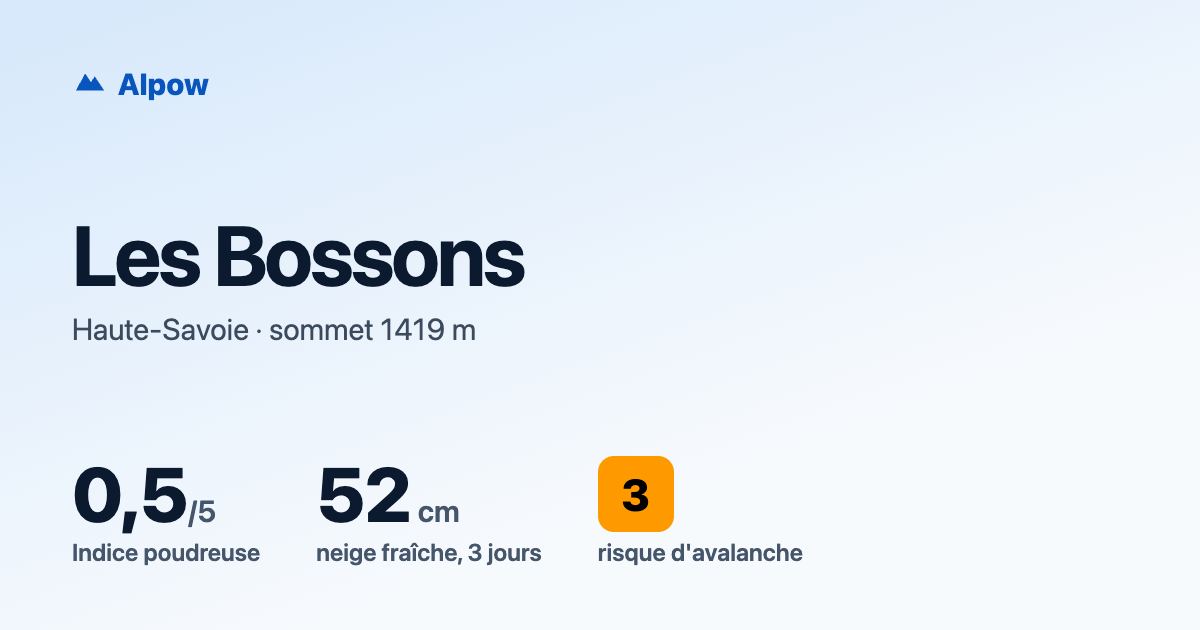 Alpow
Les Bossons
Haute-Savoie · sommet 1419 m
0,5/5
Indice poudreuse
52 cm
neige fraîche, 3 jours
3
risque d'avalanche